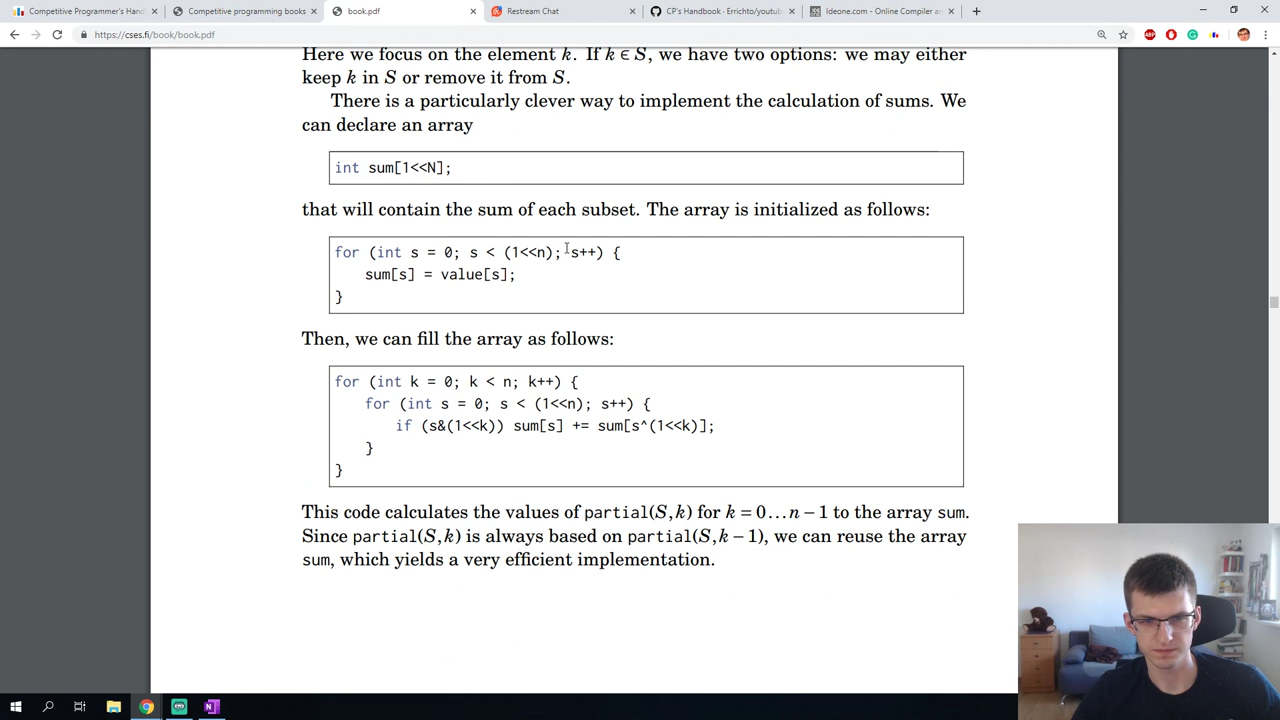 Competitive Programmer's Hand
Competitive programming books
book.pdf
Restream Chat
CP's Handbook · Errichto/youtub
Ideone.com - Online Compiler an
https://cses.fi/book/book.pdf
Here we focus on the element k. If k ∈ S, we have two options: we may either
keep k in S or remove it from S.
There is a particularly clever way to implement the calculation of sums. We
can declare an array
int sum[1<<N];
that will contain the sum of each subset. The array is initialized as follows:
for (int s = 0; s < (1<<n); s++) {
sum[s] = value[s];
}
Then, we can fill the array as follows:
for (int k = 0; k < n; k++) {
for (int s = 0; s < (1<<n); s++) {
if (s&(1<<k)) sum[s] += sum[s^(1<<k)];
}
}
This code calculates the values of partial(S,k) for k = 0...n − 1 to the array sum.
Since partial(S,k) is always based on partial(S,k − 1), we can reuse the array
sum, which yields a very efficient implementation.